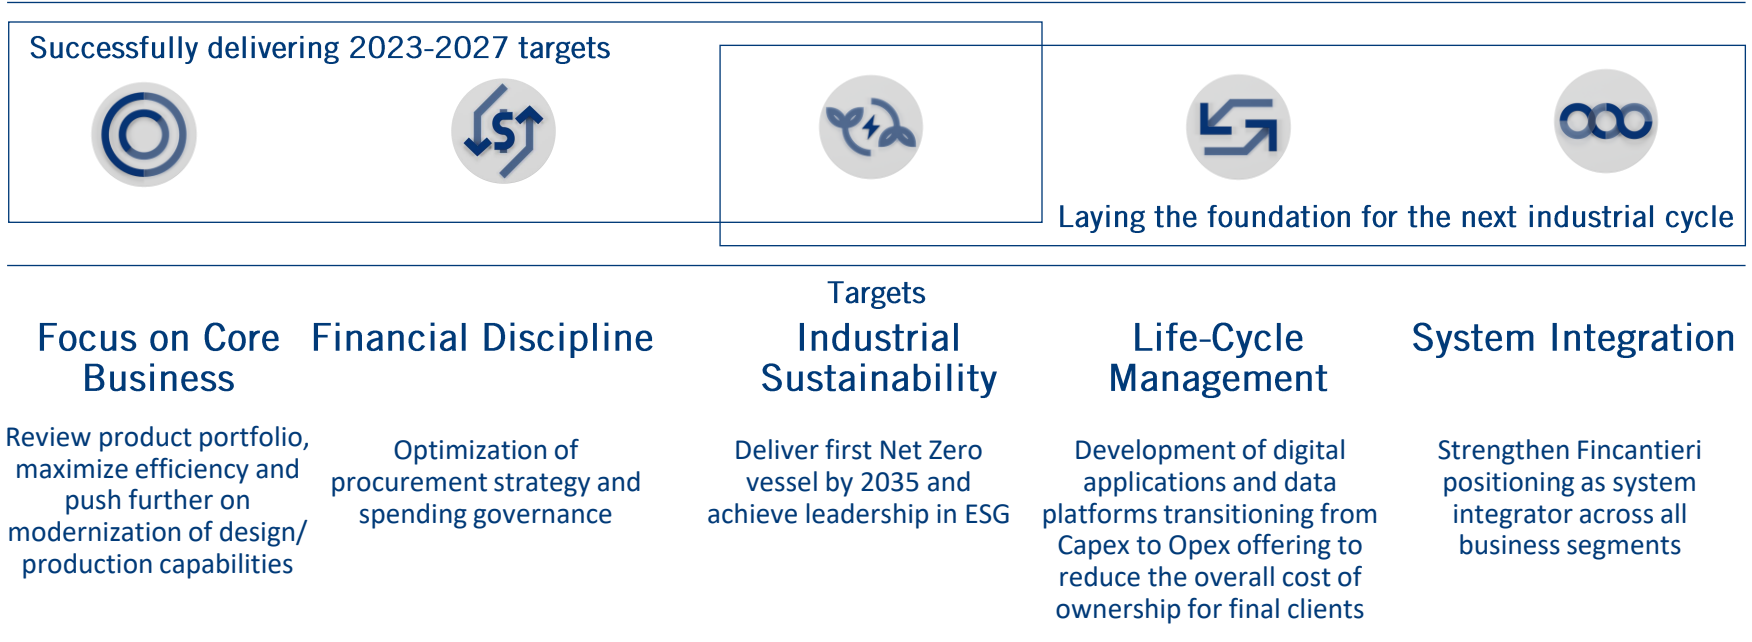 Successfully delivering 2023-2027 targets
$
Laying the foundation for the next industrial cycle
Targets
Focus on Core
Business
Review product portfolio,
maximize efficiency and
push further on
modernization of design/
production capabilities
Financial Discipline
Optimization of
procurement strategy and
spending governance
Industrial
Sustainability
Deliver first Net Zero
vessel by 2035 and
achieve leadership in ESG
Life-Cycle
Management
Development of digital
applications and data
platforms transitioning from
Capex to Opex offering to
reduce the overall cost of
ownership for final clients
System Integration
Strengthen Fincantieri
positioning as system
integrator across all
business segments